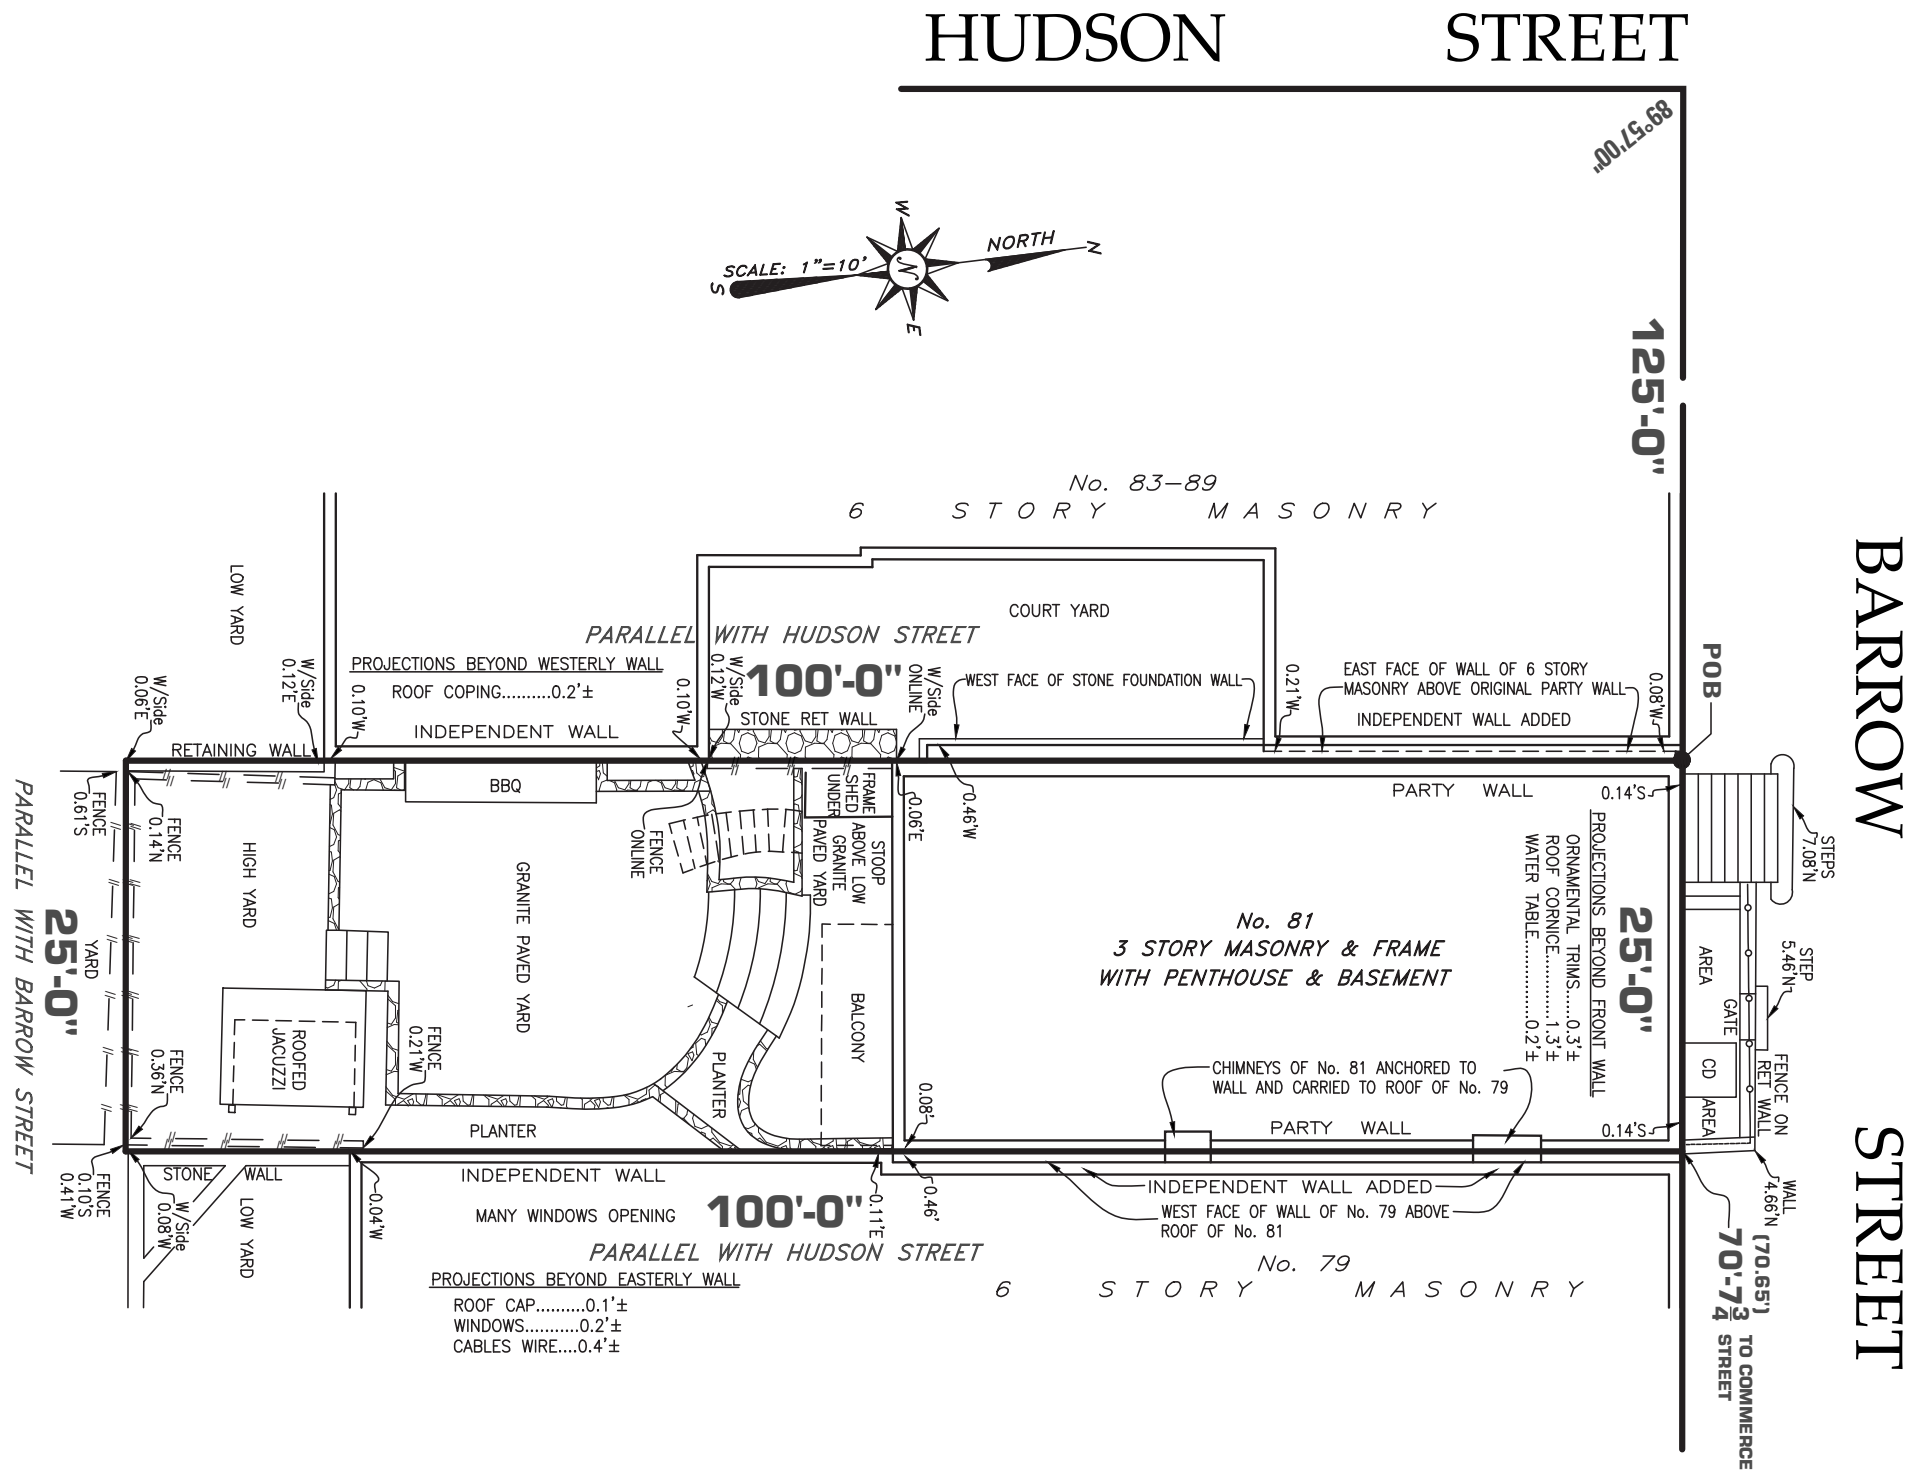 HUDSON STREET
89°57'00"
W
NORTH
N
SCALE: 1"=10'
S
N
E
125'-0"
BARROW STREET
No. 83-89
6 STORY MASONRY
LOW YARD
COURT YARD
PARALLEL WITH HUDSON STREET
100'-0"
PROJECTIONS BEYOND WESTERLY WALL
ROOF COPING..........0.2'±
INDEPENDENT WALL
W/Side
0.06'E
W/Side
0.12'E
0.10'W
0.10'W
W/Side
0.12'W
W/Side
ONLINE
STONE RET WALL
WEST FACE OF STONE FOUNDATION WALL
0.21'W
EAST FACE OF WALL OF 6 STORY
MASONRY ABOVE ORIGINAL PARTY WALL
INDEPENDENT WALL ADDED
0.08'W
POB
RETAINING WALL
FENCE
0.61'S
FENCE
0.14'N
HIGH YARD
BBQ
GRANITE PAVED YARD
FENCE
ONLINE
FRAME
SHED
UNDER
STOOP
ABOVE LOW
GRANITE
PAVED YARD
0.06'E
0.46'W
PARTY WALL
0.14'S
STEPS
7.08'N
PROJECTIONS BEYOND FRONT WALL
ORNAMENTAL TRIMS.....0.3'±
ROOF CORNICE..........1.3'±
WATER TABLE............0.2'±
25'-0"
No. 81
3 STORY MASONRY & FRAME
WITH PENTHOUSE & BASEMENT
AREA
GATE
STEP
5.46'N
CD
AREA
FENCE ON
RET WALL
WALL
4.66'N
BALCONY
PLANTER
ROOFED
JACUZZI
FENCE
0.21'W
FENCE
0.36'N
YARD
25'-0"
PARALLEL WITH BARROW STREET
PLANTER
0.08'
CHIMNEYS OF No. 81 ANCHORED TO
WALL AND CARRIED TO ROOF OF No. 79
PARTY WALL
0.14'S
FENCE
0.10'S
0.41'W
STONE WALL
W/Side
0.08'W
LOW YARD
0.04'W
INDEPENDENT WALL
MANY WINDOWS OPENING
100'-0"
0.11'E
0.46'
INDEPENDENT WALL ADDED
WEST FACE OF WALL OF No. 79 ABOVE
ROOF OF No. 81
PARALLEL WITH HUDSON STREET
PROJECTIONS BEYOND EASTERLY WALL
ROOF CAP..........0.1'±
WINDOWS...........0.2'±
CABLES WIRE....0.4'±
No. 79
6 STORY MASONRY
(70.65')
70'-7 3/4 TO COMMERCE
STREET